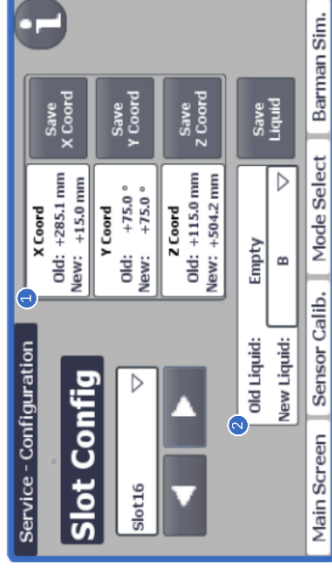 Service - Configuration
i
Slot Config
Slot16
1
X Coord
Old: +285.1 mm
New: +15.0 mm
Save
X Coord
Y Coord
Old: +75.0 °
New: +75.0 °
Save
Y Coord
Z Coord
Old: +115.0 mm
New: +504.2 mm
Save
Z Coord
2
Old Liquid: Empty
New Liquid: B
Save
Liquid
Main Screen Sensor Calib. Mode Select Barman Sim.